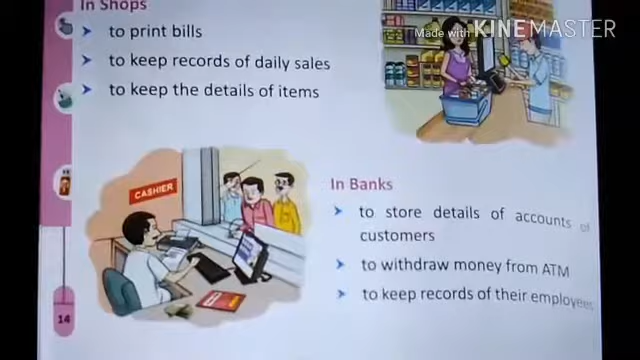 In Shops
Made with KINEMASTER
➤ to print bills
➤ to keep records of daily sales
➤ to keep the details of items
CASHIER
In Banks
➤ to store details of accounts of
customers
➤ to withdraw money from ATM
➤ to keep records of their employees
14